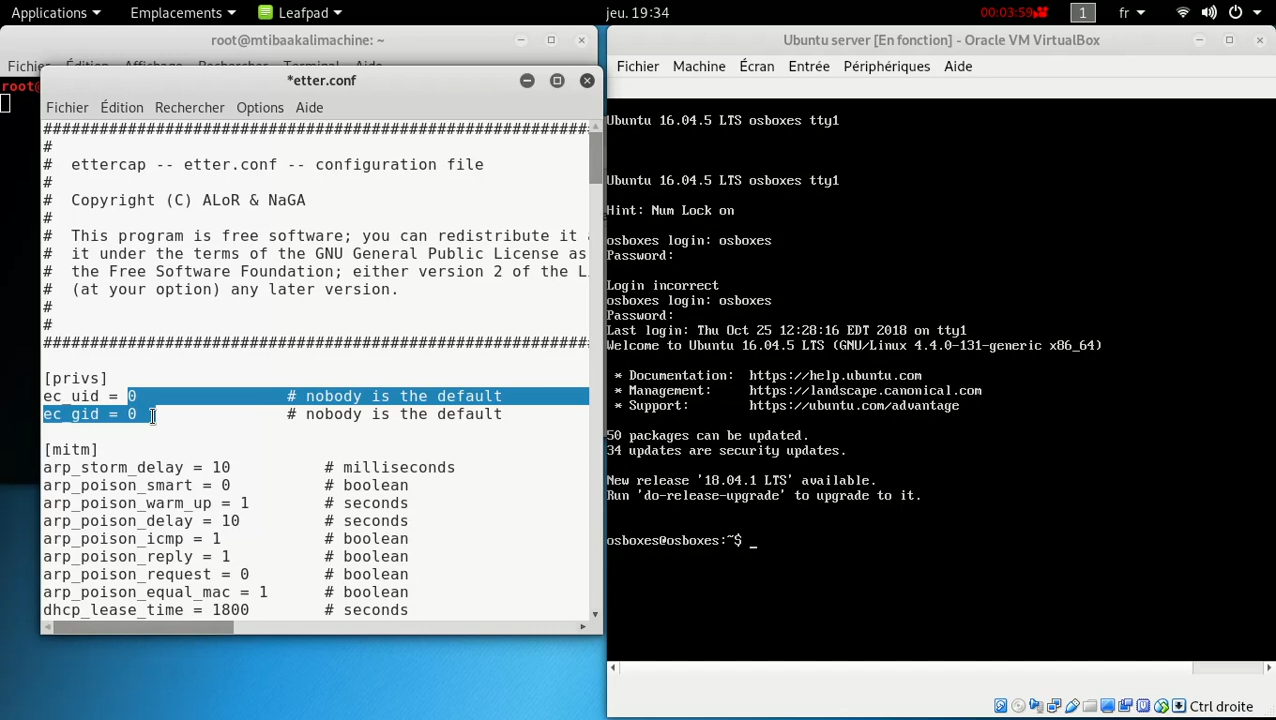 Applications Emplacements Leafpad jeu. 19:34 00:03:59 1 fr
root@mtibaakalimachine: ~
Fichier Édition Affichage Rechercher Terminal Aide
root@
*etter.conf
Fichier Édition Rechercher Options Aide
############################################################
#
# ettercap -- etter.conf -- configuration file
#
# Copyright (C) ALoR & NaGA
#
# This program is free software; you can redistribute it
# it under the terms of the GNU General Public License as
# the Free Software Foundation; either version 2 of the
# (at your option) any later version.
#
#
############################################################
[privs]
ec_uid = 0 # nobody is the default
ec_gid = 0 # nobody is the default
[mitm]
arp_storm_delay = 10 # milliseconds
arp_poison_smart = 0 # boolean
arp_poison_warm_up = 1 # seconds
arp_poison_delay = 10 # seconds
arp_poison_icmp = 1 # boolean
arp_poison_reply = 1 # boolean
arp_poison_request = 0 # boolean
arp_poison_equal_mac = 1 # boolean
dhcp_lease_time = 1800 # seconds
Ubuntu server [En fonction] - Oracle VM VirtualBox
Fichier Machine Écran Entrée Périphériques Aide
Ubuntu 16.04.5 LTS osboxes tty1
Ubuntu 16.04.5 LTS osboxes tty1
Hint: Num Lock on
osboxes login: osboxes
Password:
Login incorrect
osboxes login: osboxes
Password:
Last login: Thu Oct 25 12:28:16 EDT 2018 on tty1
Welcome to Ubuntu 16.04.5 LTS (GNU/Linux 4.4.0-131-generic x86_64)
* Documentation: https://help.ubuntu.com
* Management: https://landscape.canonical.com
* Support: https://ubuntu.com/advantage
50 packages can be updated.
34 updates are security updates.
New release '18.04.1 LTS' available.
Run 'do-release-upgrade' to upgrade to it.
osboxes@osboxes:~$ _
Ctrl droite